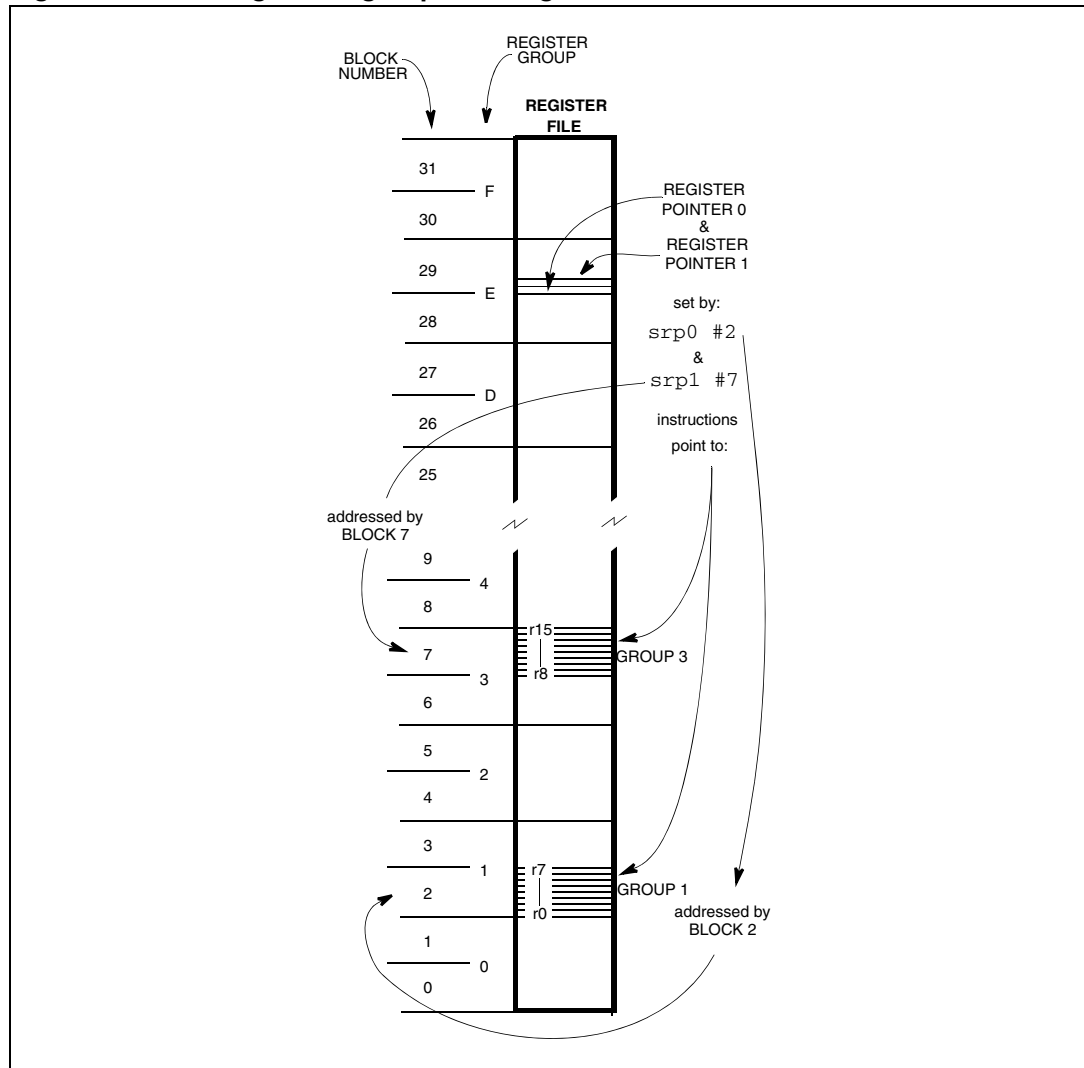 BLOCK
NUMBER
REGISTER
GROUP
REGISTER
FILE
31
F
30
REGISTER
POINTER 0
&
REGISTER
POINTER 1
29
E
28
set by:
srp0 #2
&
srp1 #7
27
D
26
instructions
point to:
25
addressed by
BLOCK 7
9
4
8
r15
7
GROUP 3
r8
3
6
5
2
4
3
1
r7
2
GROUP 1
r0
addressed by
BLOCK 2
1
0
0